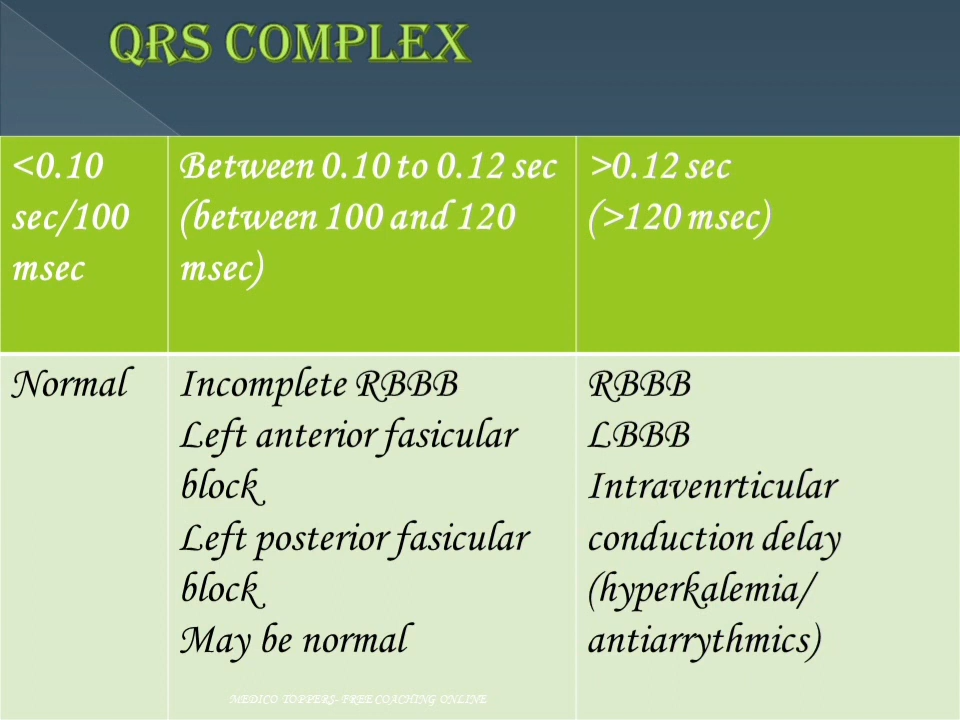 QRS COMPLEX
<0.10
sec/100
msec
Between 0.10 to 0.12 sec
(between 100 and 120
msec)
>0.12 sec
(>120 msec)
Normal
Incomplete RBBB
Left anterior fasicular
block
Left posterior fasicular
block
May be normal
RBBB
LBBB
Intravenrticular
conduction delay
(hyperkalemia/
antiarrythmics)
MEDICO TOPPERS- FREE COACHING ONLINE